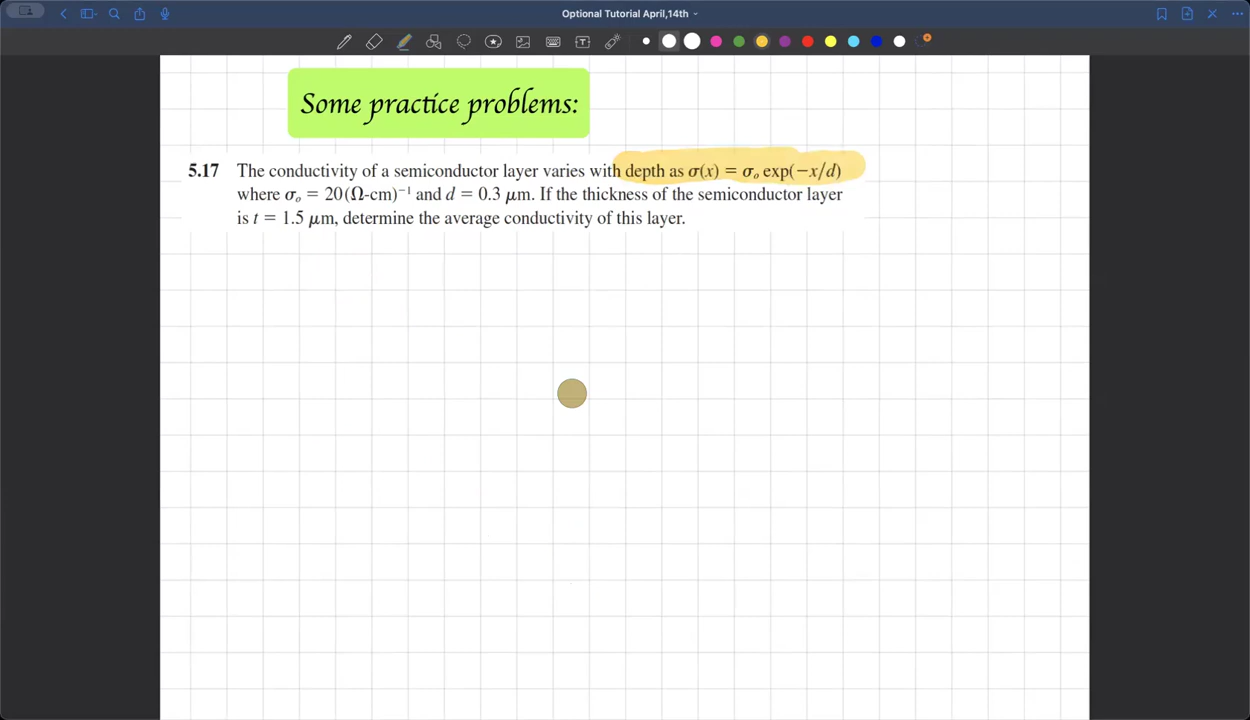 Optional Tutorial April,14th
Some practice problems:
5.17 The conductivity of a semiconductor layer varies with depth as σ(x) = σₒ exp(−x/d)
where σₒ = 20(Ω-cm)⁻¹ and d = 0.3 μm. If the thickness of the semiconductor layer
is t = 1.5 μm, determine the average conductivity of this layer.